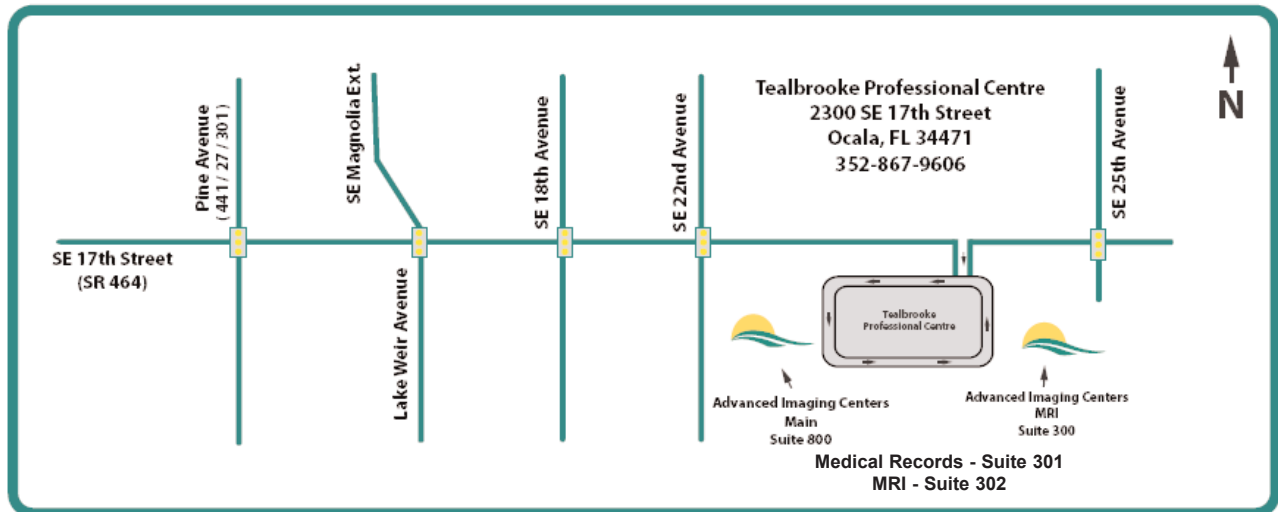 Pine Avenue
( 441 / 27 / 301 )
SE Magnolia Ext.
SE 18th Avenue
SE 22nd Avenue
Tealbrooke Professional Centre
2300 SE 17th Street
Ocala, FL 34471
352-867-9606
SE 25th Avenue
N
SE 17th Street
(SR 464)
Lake Weir Avenue
Tealbrooke
Professional Centre
Advanced Imaging Centers
Main
Suite 800
Advanced Imaging Centers
MRI
Suite 300
Medical Records - Suite 301
MRI - Suite 302